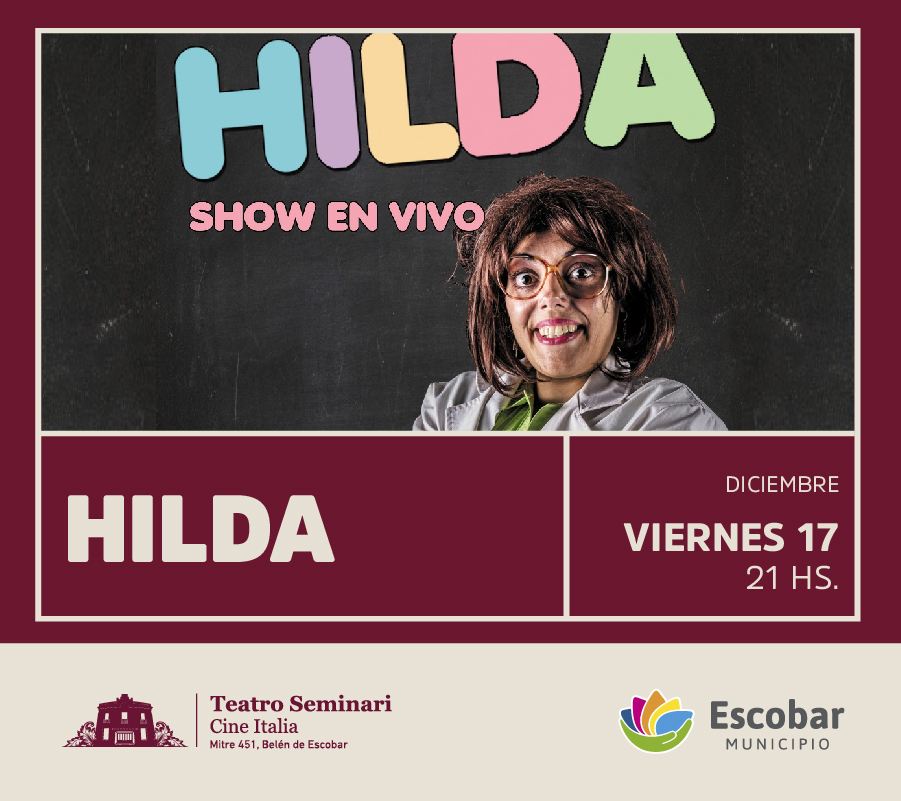 HILDA
SHOW EN VIVO
HILDA
DICIEMBRE
VIERNES 17
21 HS.
Teatro Seminari
Cine Italia
Mitre 451, Belén de Escobar
Escobar
MUNICIPIO